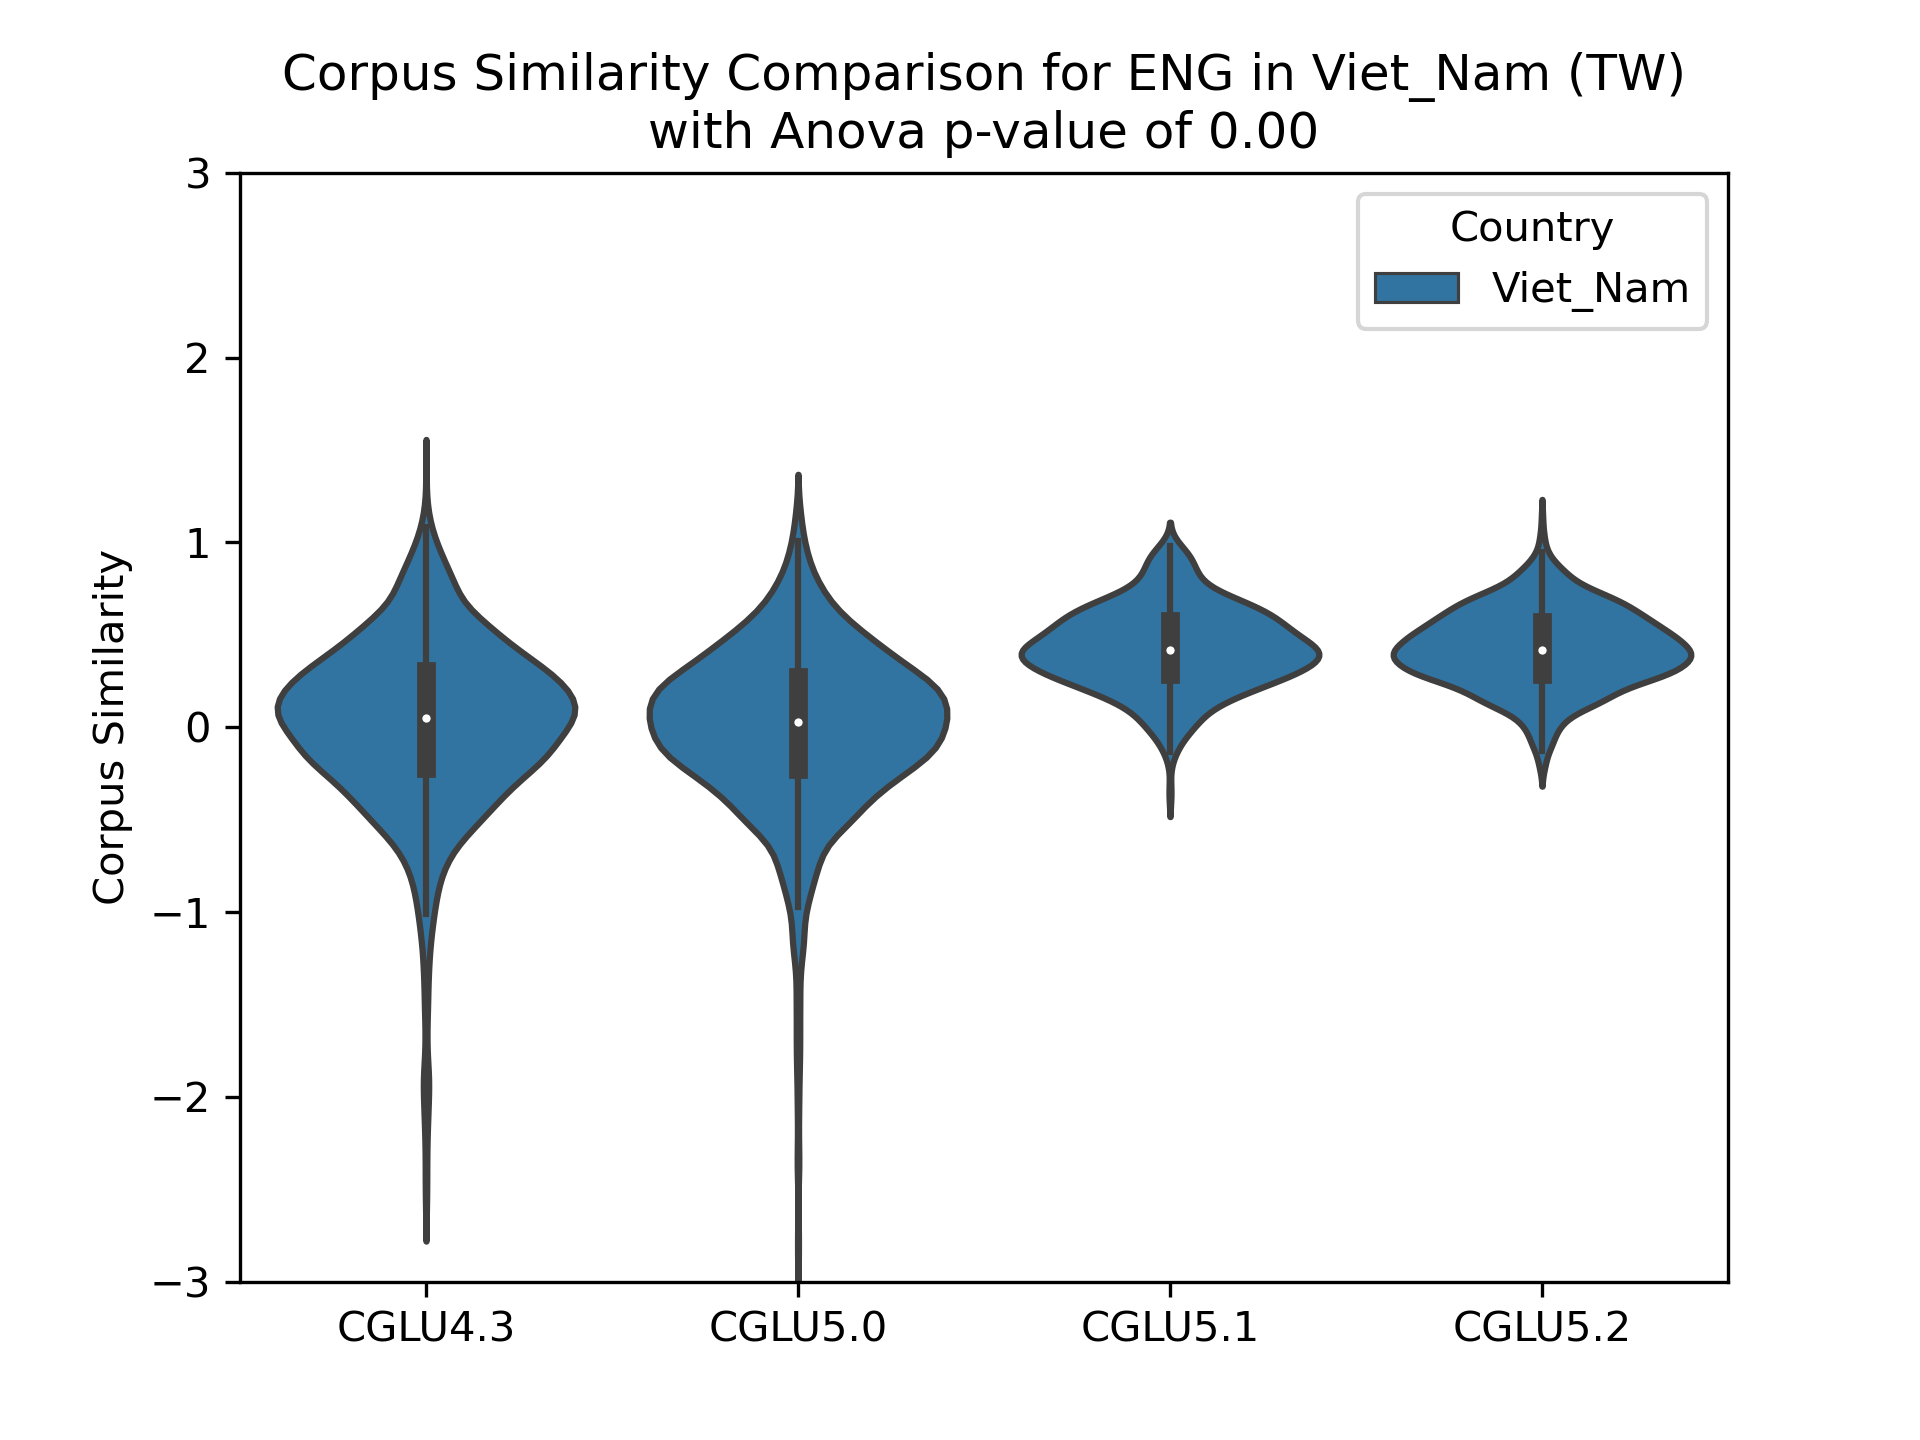 Corpus Similarity Comparison for ENG in Viet_Nam (TW)
with Anova p-value of 0.00
3
2
1
0
−1
−2
−3
Corpus Similarity
Country
Viet_Nam
CGLU4.3
CGLU5.0
CGLU5.1
CGLU5.2